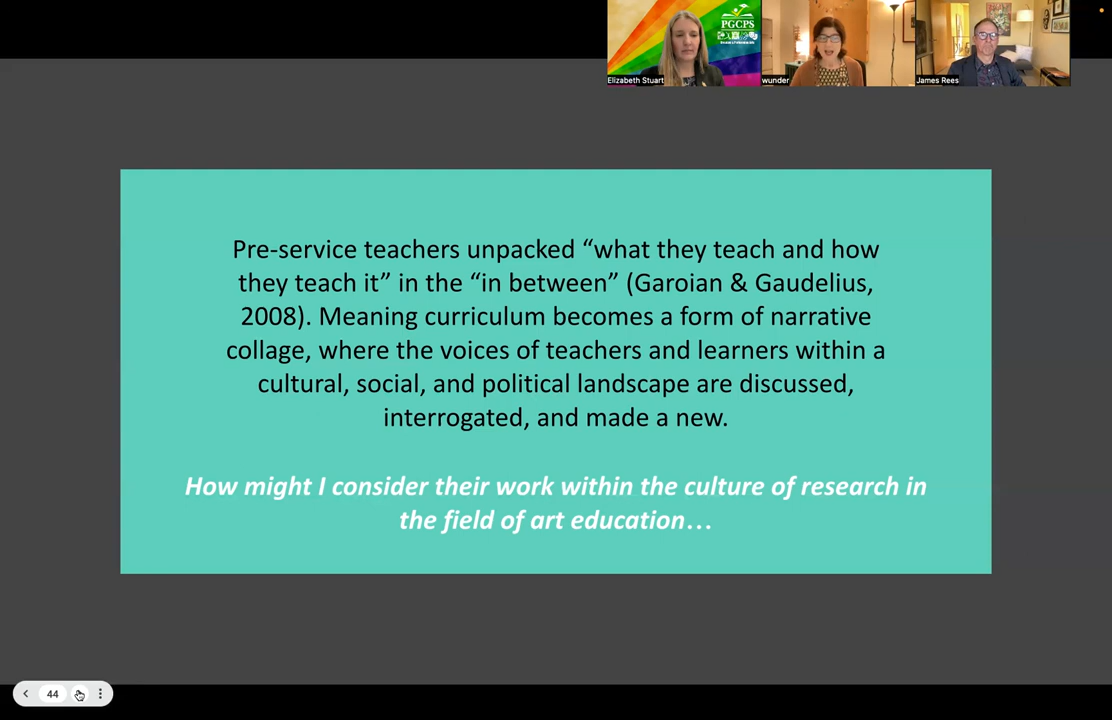 PGCPS
Elizabeth Stuart
wunder
James Rees
Pre-service teachers unpacked “what they teach and how
they teach it” in the “in between” (Garoian & Gaudelius,
2008). Meaning curriculum becomes a form of narrative
collage, where the voices of teachers and learners within a
cultural, social, and political landscape are discussed,
interrogated, and made a new.
How might I consider their work within the culture of research in
the field of art education…
44